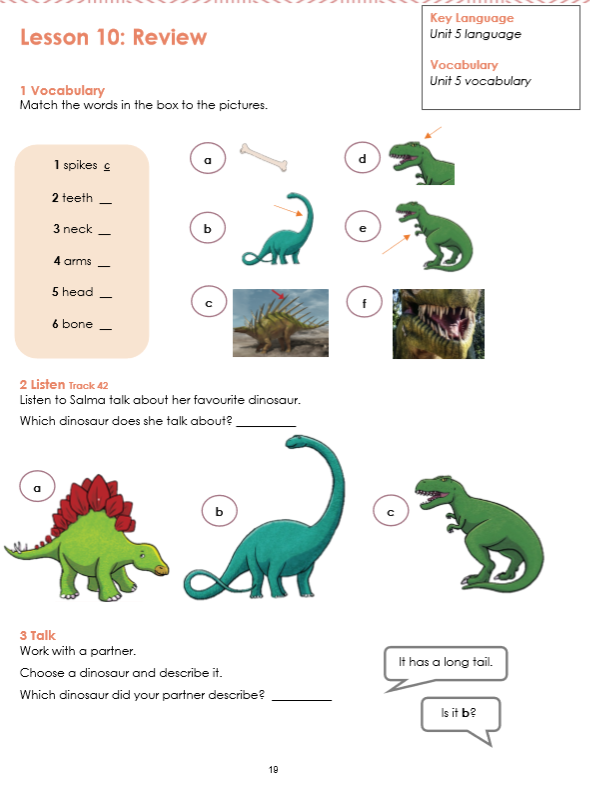 Lesson 10: Review
Key Language
Unit 5 language
Vocabulary
Unit 5 vocabulary
1 Vocabulary
Match the words in the box to the pictures.
1 spikes c
2 teeth __
3 neck __
4 arms __
5 head __
6 bone __
a
b
c
d
e
f
2 Listen Track 42
Listen to Salma talk about her favourite dinosaur.
Which dinosaur does she talk about? _________
a
b
c
3 Talk
Work with a partner.
Choose a dinosaur and describe it.
Which dinosaur did your partner describe? _________
It has a long tail.
Is it b?
19